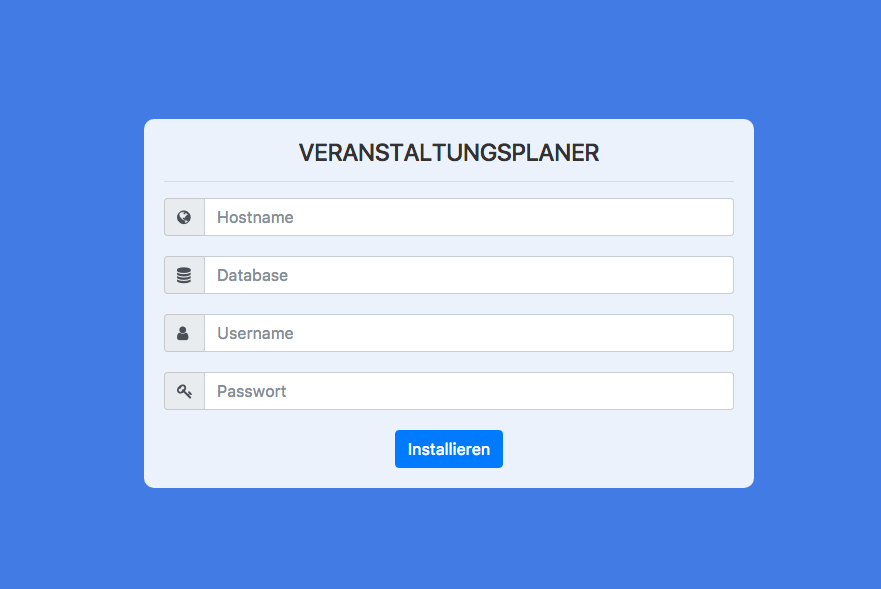 VERANSTALTUNGSPLANER
Hostname
Database
Username
Passwort
Installieren